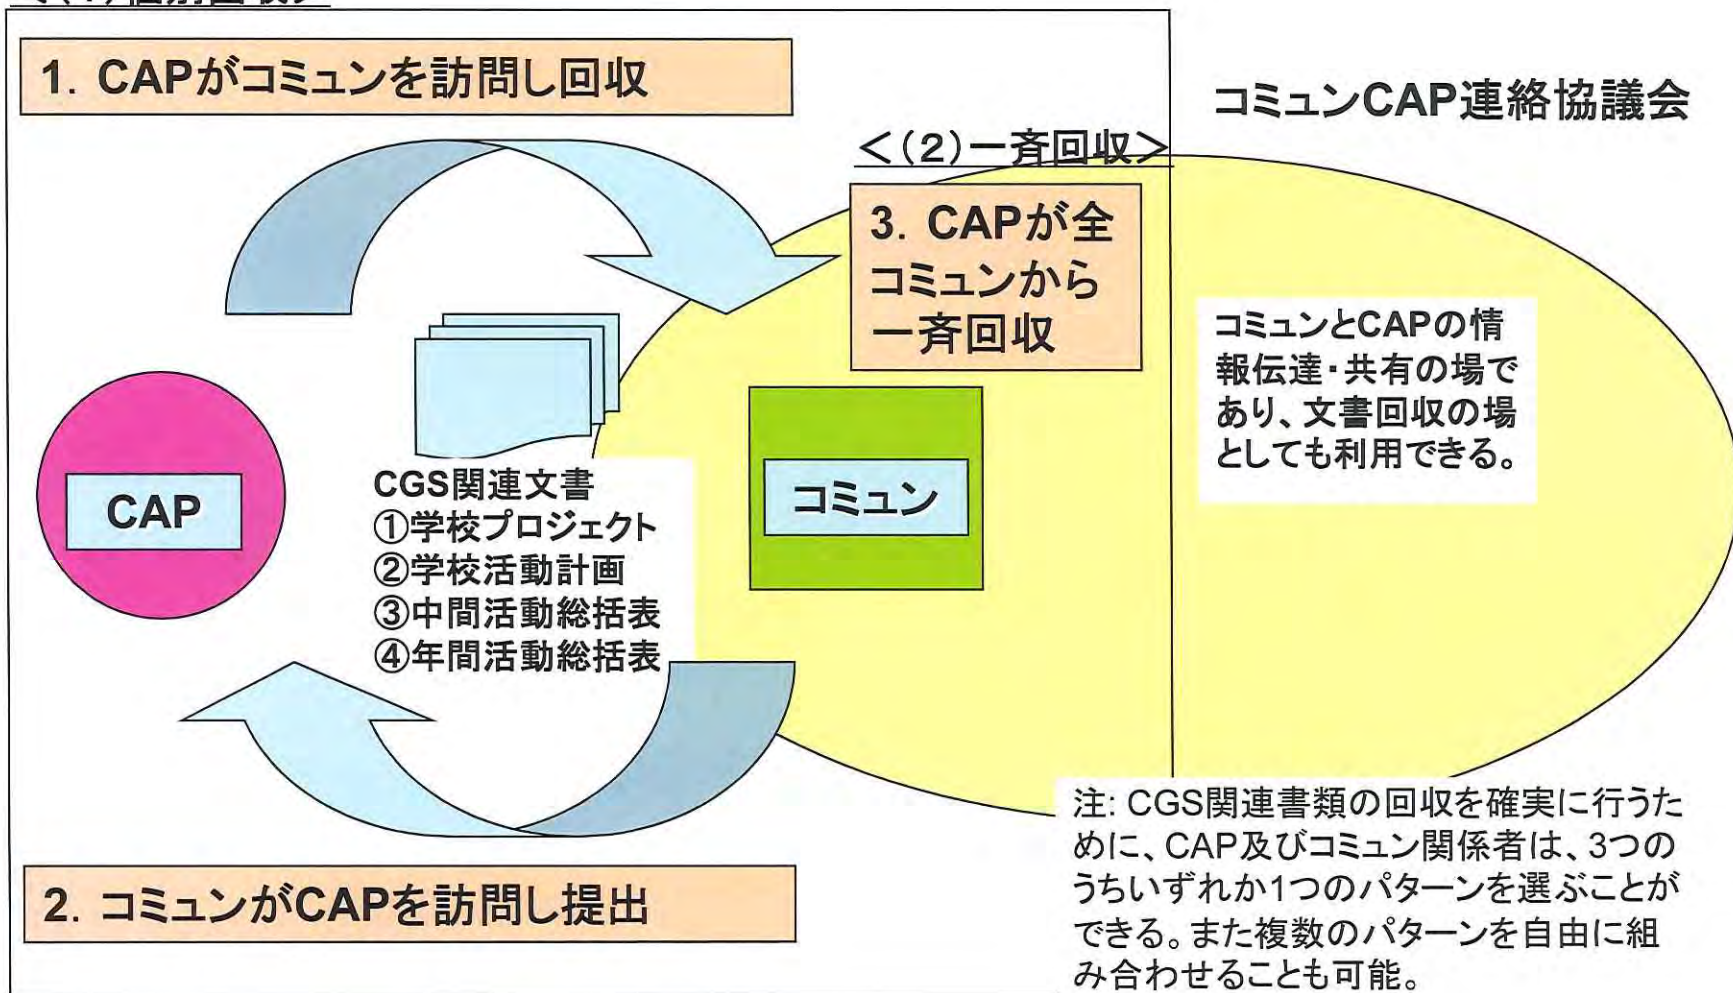 1. CAPがコミュンを訪問し回収
コミュンCAP連絡協議会
<(2)一斉回収>
3. CAPが全
コミュンから
一斉回収
コミュンとCAPの情
報伝達・共有の場で
あり、文書回収の場
としても利用できる。
CAP
CGS関連文書
①学校プロジェクト
②学校活動計画
③中間活動総括表
④年間活動総括表
コミュン
2. コミュンがCAPを訪問し提出
注: CGS関連書類の回収を確実に行うた
めに、CAP及びコミュン関係者は、3つの
うちいずれか1つのパターンを選ぶことが
できる。また複数のパターンを自由に組
み合わせることも可能。